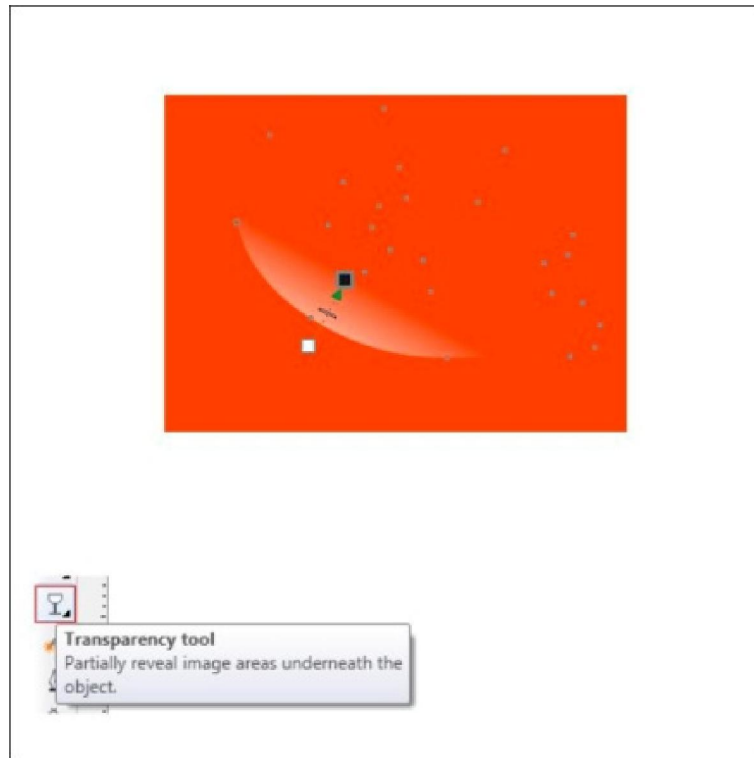 Transparency tool
Partially reveal image areas underneath the
object.